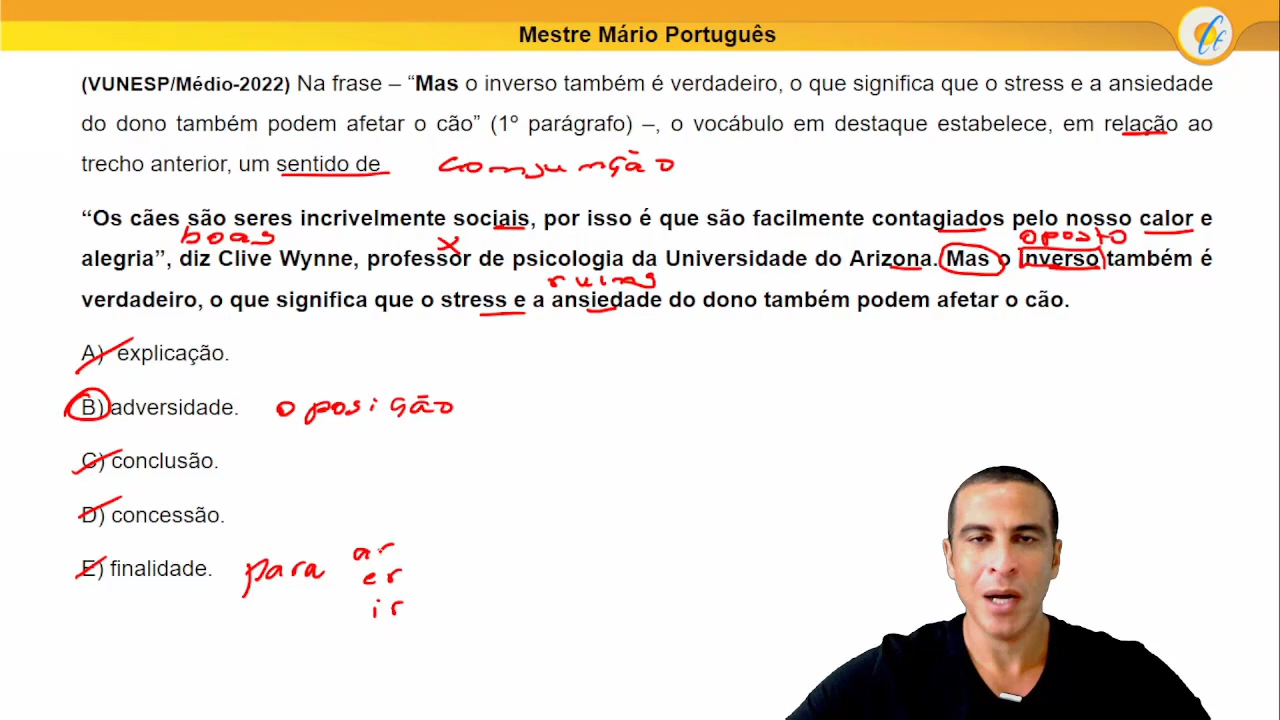 Mestre Mário Português
(VUNESP/Médio-2022) Na frase – “Mas o inverso também é verdadeiro, o que significa que o stress e a ansiedade
do dono também podem afetar o cão” (1º parágrafo) –, o vocábulo em destaque estabelece, em relação ao
trecho anterior, um sentido de conjunção
“Os cães são seres incrivelmente sociais, por isso é que são facilmente contagiados pelo nosso calor e
boas X oposto
alegria”, diz Clive Wynne, professor de psicologia da Universidade do Arizona. Mas o inverso também é
ruins
verdadeiro, o que significa que o stress e a ansiedade do dono também podem afetar o cão.
A) explicação.
B) adversidade. oposição
C) conclusão.
D) concessão.
ar
E) finalidade. para er
ir